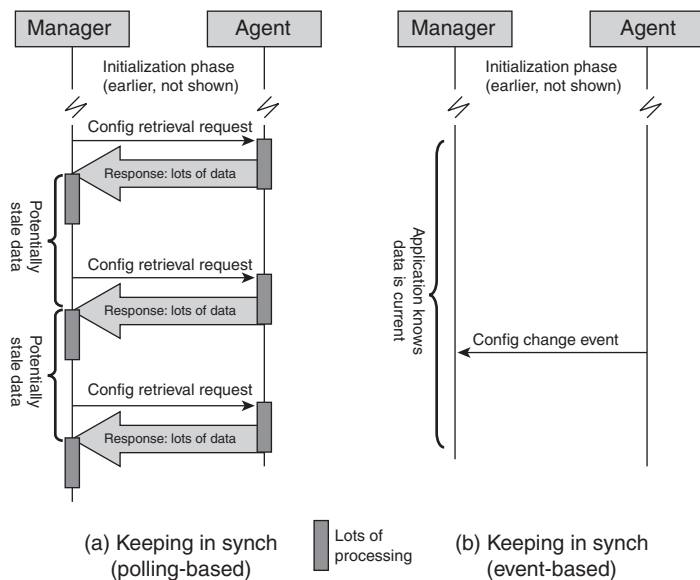 Manager
Agent
Initialization phase
(earlier, not shown)
Config retrieval request
Response: lots of data
Potentially
stale data
Config retrieval request
Response: lots of data
Potentially
stale data
Config retrieval request
Response: lots of data
(a) Keeping in synch
(polling-based)
Lots of
processing
Manager
Agent
Initialization phase
(earlier, not shown)
Application knows
data is current
Config change event
(b) Keeping in synch
(event-based)